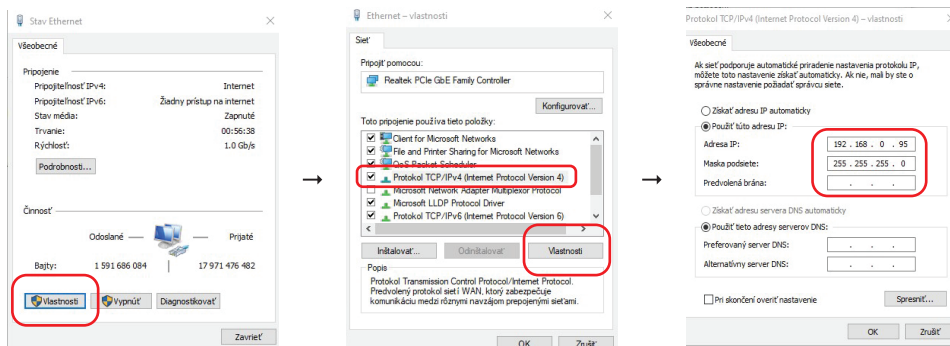 Stav Ethernet
Všeobecné
Pripojenie
Pripojiteľnosť IPv4: Internet
Pripojiteľnosť IPv6: Žiadny prístup na internet
Stav média: Zapnuté
Trvanie: 00:56:38
Rýchlosť: 1.0 Gb/s
Podrobnosti...
Činnosť
Odoslané — — Prijaté
Bajty: 1 591 686 084 | 17 971 476 482
Vlastnosti Vypnúť Diagnostikovať
Zavrieť
→
Ethernet – vlastnosti
Sieť
Pripojiť pomocou:
Realtek PCIe GbE Family Controller
Konfigurovať...
Toto pripojenie používa tieto položky:
Client for Microsoft Networks
File and Printer Sharing for Microsoft Networks
QoS Packet Scheduler
Protokol TCP/IPv4 (Internet Protocol Version 4)
Microsoft Network Adapter Multiplexor Protocol
Microsoft LLDP Protocol Driver
Protokol TCP/IPv6 (Internet Protocol Version 6)
Inštalovať... Odinštalovať Vlastnosti
Popis
Protokol Transmission Control Protocol/Internet Protocol.
Predvolený protokol sietí WAN, ktorý zabezpečuje
komunikáciu medzi rôznymi navzájom prepojenými sieťami.
OK Zrušiť
→
Protokol TCP/IPv4 (Internet Protocol Version 4) – vlastnosti
Všeobecné
Ak sieť podporuje automatické priradenie nastavenia protokolu IP,
môžete toto nastavenie získať automaticky. Ak nie, mali by ste o
správne nastavenie požiadať správcu siete.
Získať adresu IP automaticky
Použiť túto adresu IP:
Adresa IP: 192 . 168 . 0 . 95
Maska podsiete: 255 . 255 . 255 . 0
Predvolená brána: . . .
Získať adresu servera DNS automaticky
Použiť tieto adresy serverov DNS:
Preferovaný server DNS: . . .
Alternatívny server DNS: . . .
Pri skončení overiť nastavenie Spresniť...
OK Zrušiť